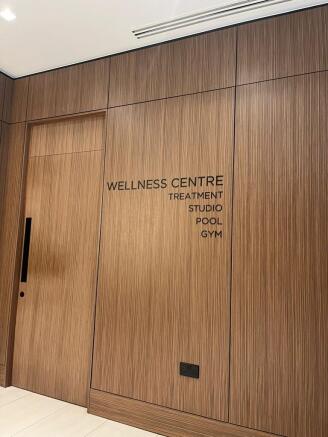 WELLNESS CENTRE
TREATMENT
STUDIO
POOL
GYM